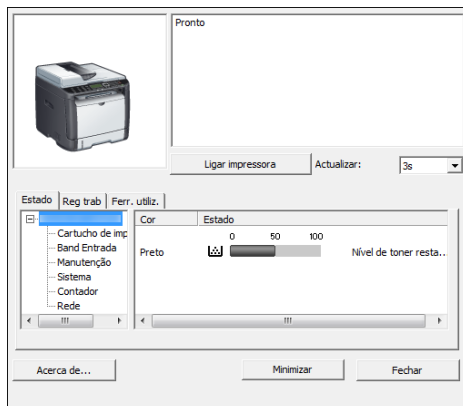 Pronto
Ligar impressora
Actualizar:
3s
Estado
Reg trab
Ferr. utiliz.
Cartucho de imp
Band Entrada
Manutenção
Sistema
Contador
Rede
Cor
Estado
0 50 100
Preto
Nível de toner resta..
Acerca de...
Minimizar
Fechar